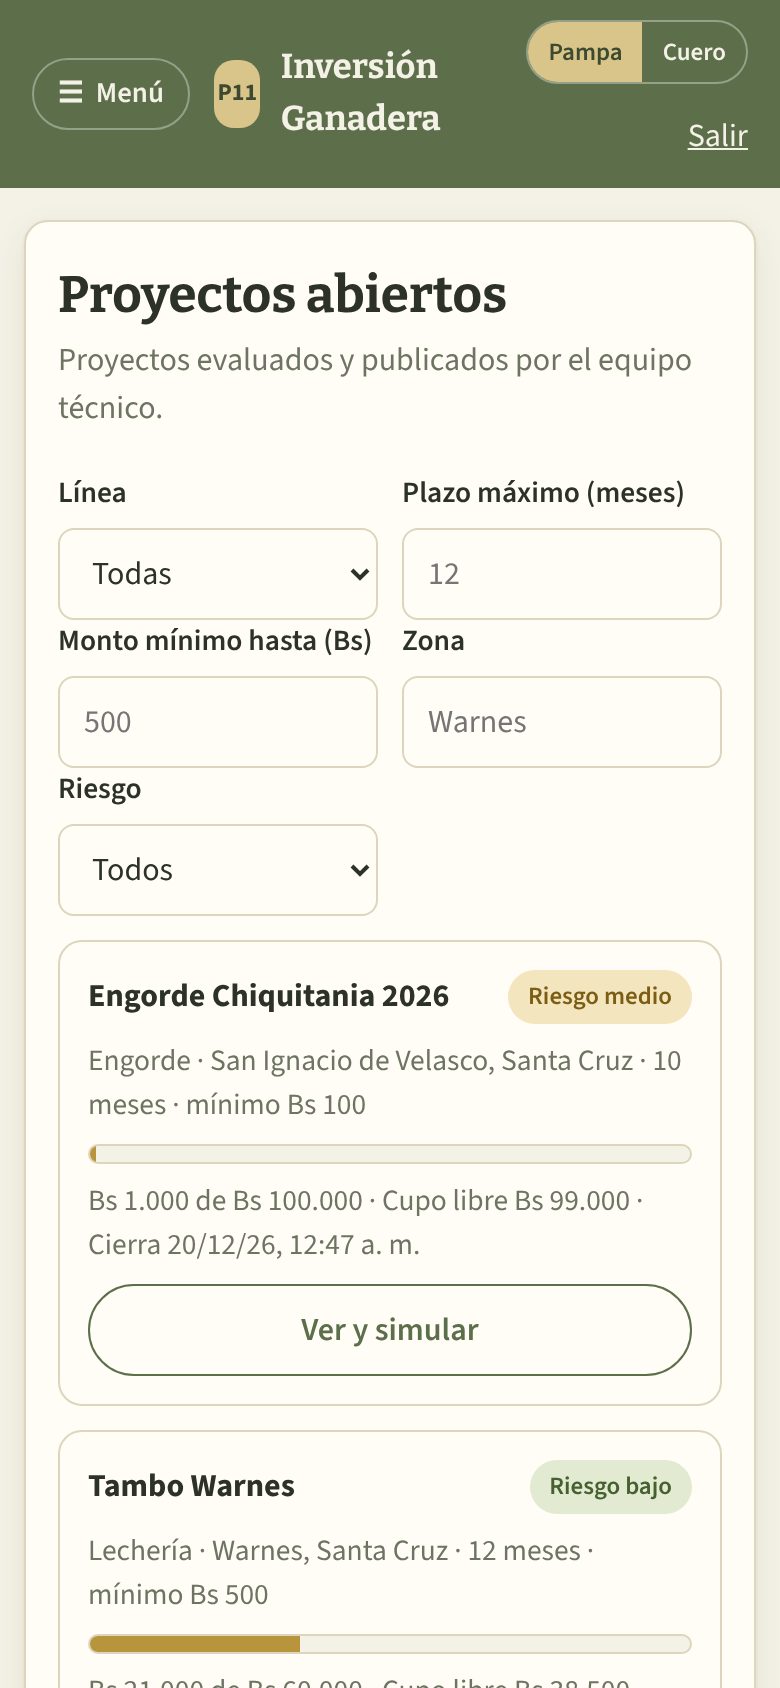 ☰ Menú
P11
Inversión
Ganadera
Pampa
Cuero
Salir
Proyectos abiertos
Proyectos evaluados y publicados por el equipo
técnico.
Línea
Plazo máximo (meses)
Todas
12
Monto mínimo hasta (Bs)
Zona
500
Warnes
Riesgo
Todos
Engorde Chiquitania 2026
Riesgo medio
Engorde · San Ignacio de Velasco, Santa Cruz · 10
meses · mínimo Bs 100
Bs 1.000 de Bs 100.000 · Cupo libre Bs 99.000 ·
Cierra 20/12/26, 12:47 a. m.
Ver y simular
Tambo Warnes
Riesgo bajo
Lechería · Warnes, Santa Cruz · 12 meses ·
mínimo Bs 500